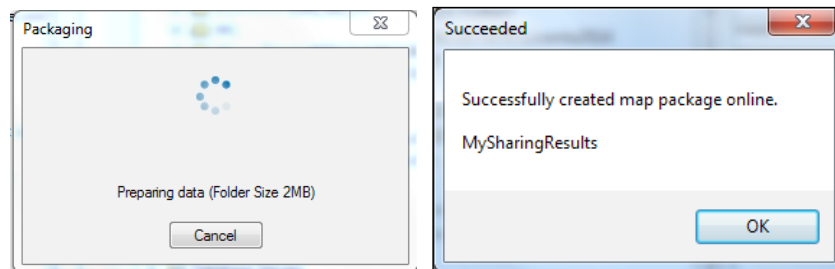 Packaging
Preparing data (Folder Size 2MB)
Cancel
Succeeded
Successfully created map package online.
MySharingResults
OK